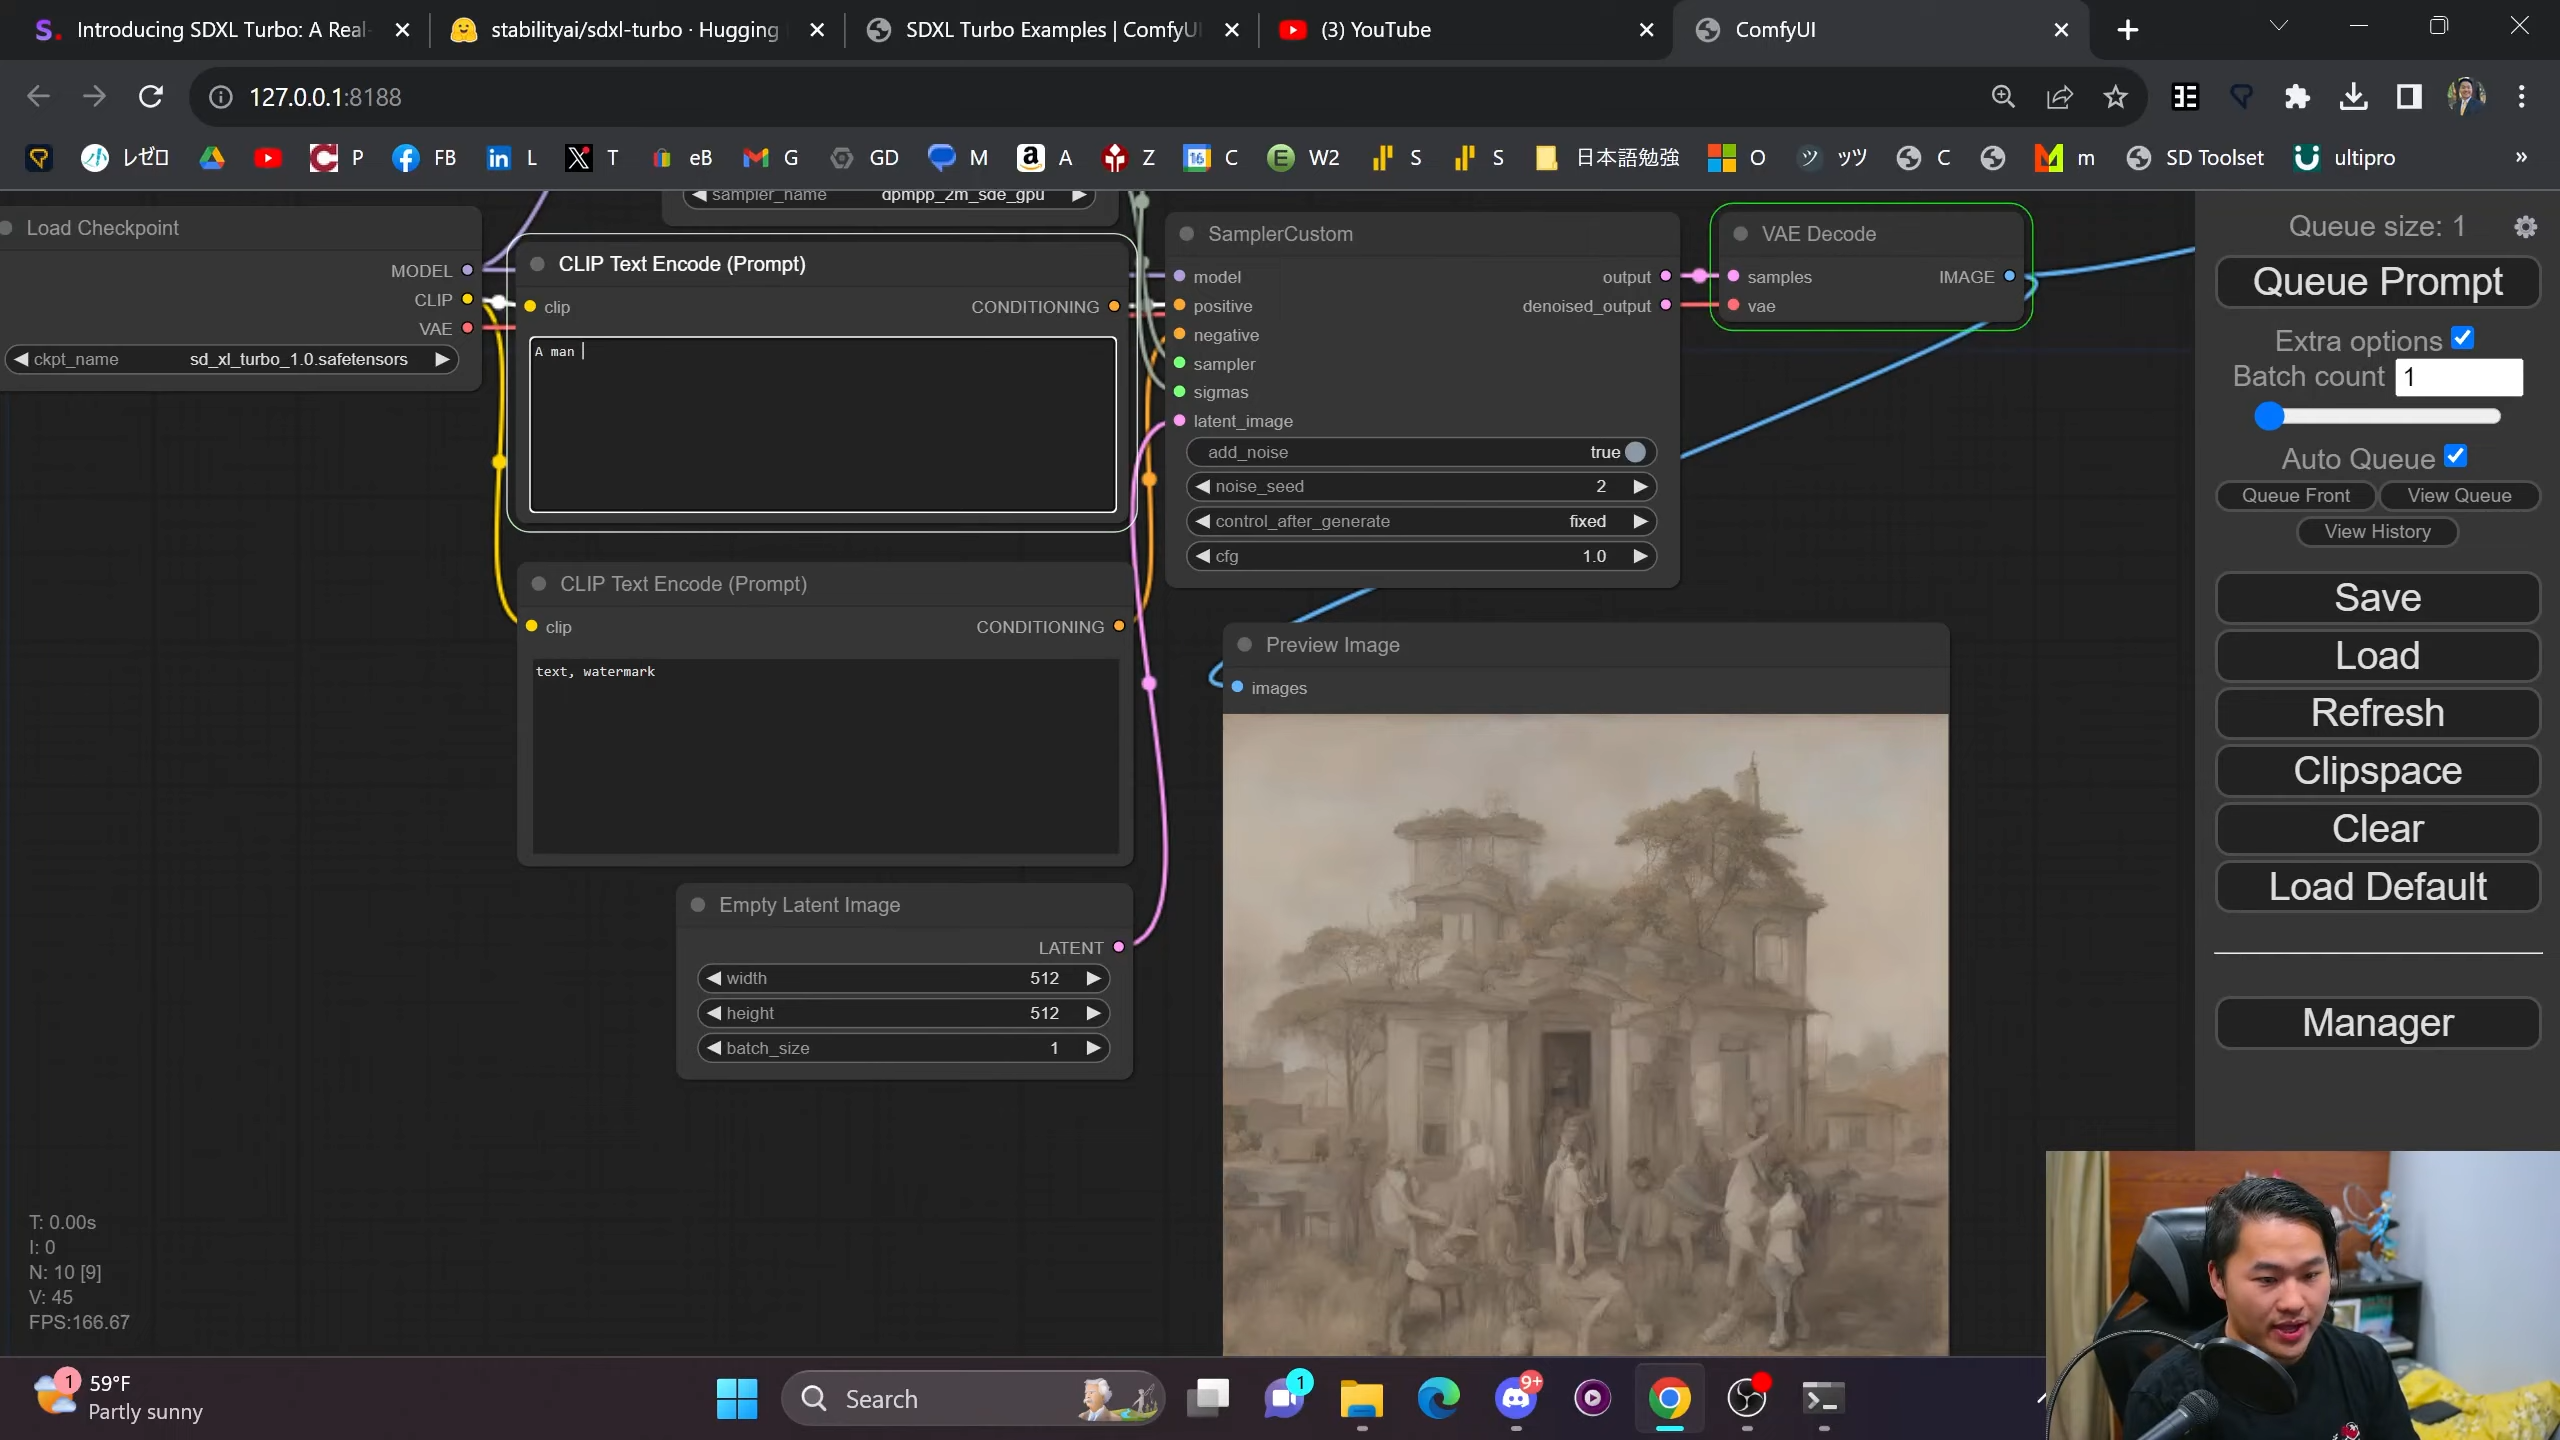 S. Introducing SDXL Turbo: A Real-
stabilityai/sdxl-turbo · Hugging
SDXL Turbo Examples | ComfyUI
(3) YouTube
ComfyUI
127.0.0.1:8188
レゼロ
P
FB
L
T
eB
G
GD
M
A
Z
16
C
W2
S
S
日本語勉強
O
ッヅ
C
m
SD Toolset
ultipro
»
Load Checkpoint
MODEL
CLIP
VAE
ckpt_name sd_xl_turbo_1.0.safetensors
sampler_name dpmpp_2m_sde_gpu
CLIP Text Encode (Prompt)
clip CONDITIONING
A man
CLIP Text Encode (Prompt)
clip CONDITIONING
text, watermark
Empty Latent Image
LATENT
width 512
height 512
batch_size 1
SamplerCustom
model output
positive denoised_output
negative
sampler
sigmas
latent_image
add_noise true
noise_seed 2
control_after_generate fixed
cfg 1.0
VAE Decode
samples IMAGE
vae
Preview Image
images
Queue size: 1
Queue Prompt
Extra options
Batch count 1
Auto Queue
Queue Front View Queue
View History
Save
Load
Refresh
Clipspace
Clear
Load Default
Manager
T: 0.00s
I: 0
N: 10 [9]
V: 45
FPS:166.67
1
59°F
Partly sunny
Search
1
9+